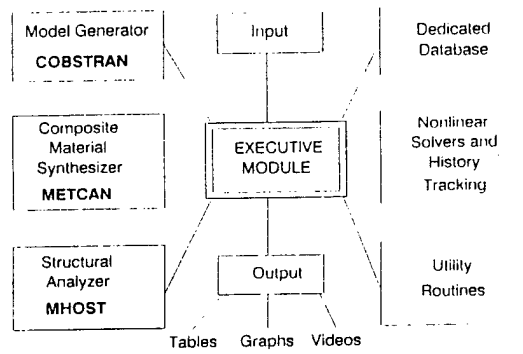 Model Generator
COBSTRAN
Input
Dedicated
Database
Composite
Material
Synthesizer
METCAN
EXECUTIVE
MODULE
Nonlinear
Solvers and
History
Tracking
Structural
Analyzer
MHOST
Output
Utility
Routines
Tables
Graphs
Videos